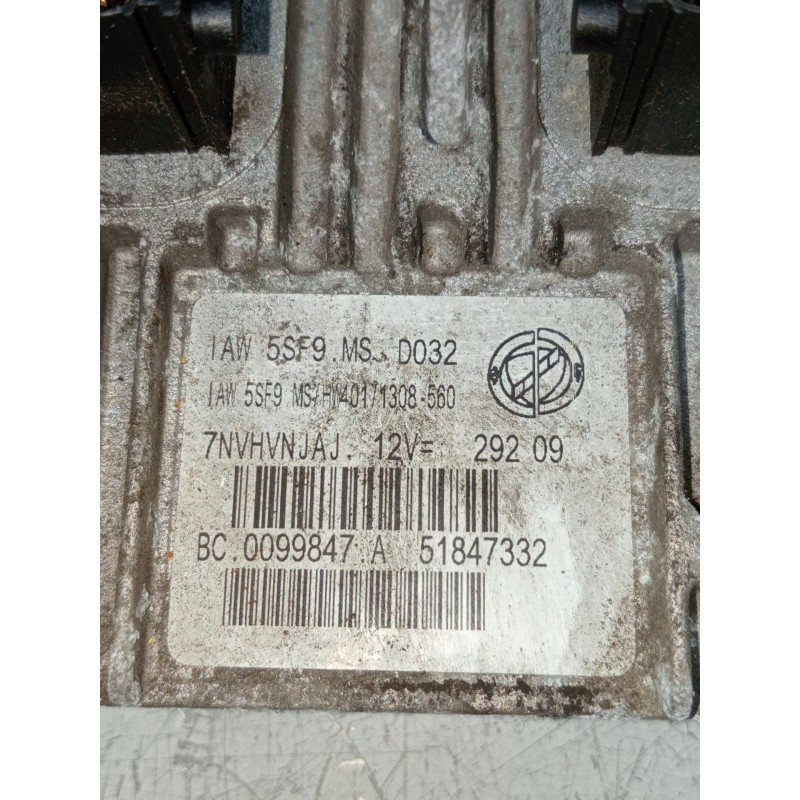 IAW 5SF9.MS. D032
IAW 5SF9 MS/HW401/1308-560
7NVHVNJAJ. 12V= 292 09
BC.0099847.A 51847332